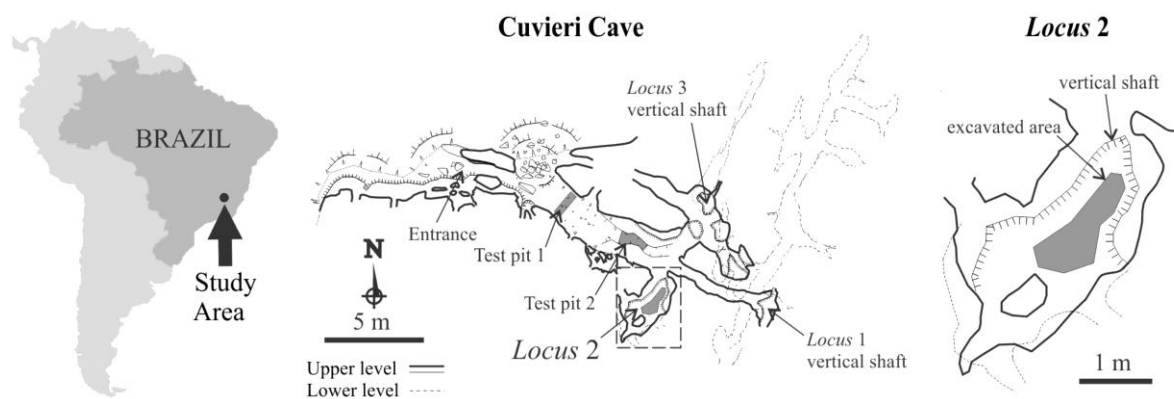 BRAZIL
Study
Area
Cuvieri Cave
Locus 3
vertical shaft
Entrance
Test pit 1
N
Test pit 2
5 m
Locus 2
Locus 1
vertical shaft
Upper level
Lower level
Locus 2
vertical shaft
excavated area
1 m